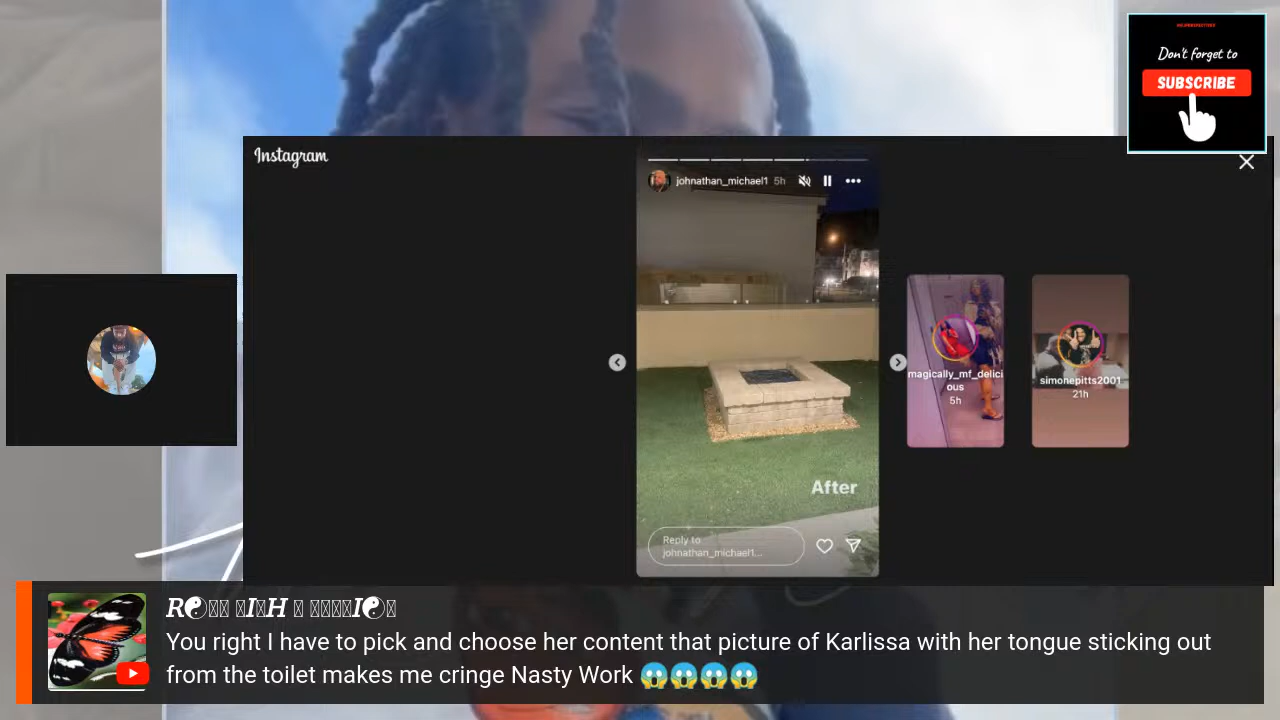 Don't forget to
SUBSCRIBE
Instagram
johnathan_michael1 5h
magically_mf_delici
ous
5h
simonepitts2001
21h
After
Reply to
johnathan_michael1...
You right I have to pick and choose her content that picture of Karlissa with her tongue sticking out
from the toilet makes me cringe Nasty Work 😱😱😱😱